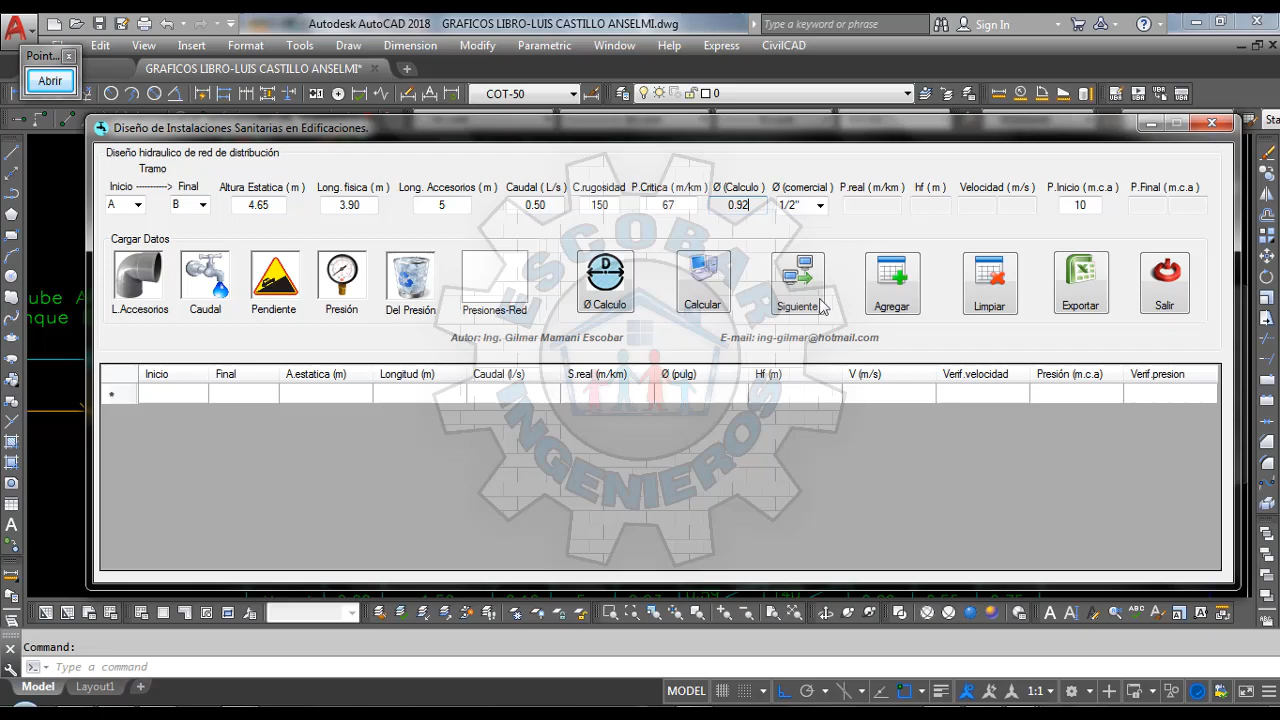 Autodesk AutoCAD 2018 GRAFICOS LIBRO-LUIS CASTILLO ANSELMI.dwg
Type a keyword or phrase
Sign In
Edit View Insert Format Tools Draw Dimension Modify Parametric Window Help Express CivilCAD
Point...
Abrir
GRAFICOS LIBRO-LUIS CASTILLO ANSELMI*
COT-50
0
Diseño de Instalaciones Sanitarias en Edificaciones.
Diseño hidraulico de red de distribución
Tramo
Inicio -----------> Final Altura Estatica ( m ) Long. fisica ( m ) Long. Accesorios ( m ) Caudal ( L/s ) C.rugosidad P.Critica ( m/km ) Ø (Calculo ) Ø (comercial ) P.real ( m/km ) Hf ( m ) Velocidad ( m/s ) P.Inicio ( m.c.a ) P.Final ( m.c.a )
A B 4.65 3.90 5 0.50 150 67 0.92 1/2" 10
Cargar Datos
L.Accesorios Caudal Pendiente Presión Del Presión Presiones-Red Ø Calculo Calcular Siguiente Agregar Limpiar Exportar Salir
ube A
nque
Autor: Ing. Gilmar Mamani Escobar E-mail: ing-gilmar@hotmail.com
ESCOBAR
INGENIEROS
Inicio Final A.estatica (m) Longitud (m) Caudal (l/s) S.real (m/km) Ø (pulg) Hf (m) V (m/s) Verif.velocidad Presión (m.c.a) Verif.presion
Command:
Type a command
Model Layout1
MODEL 1:1